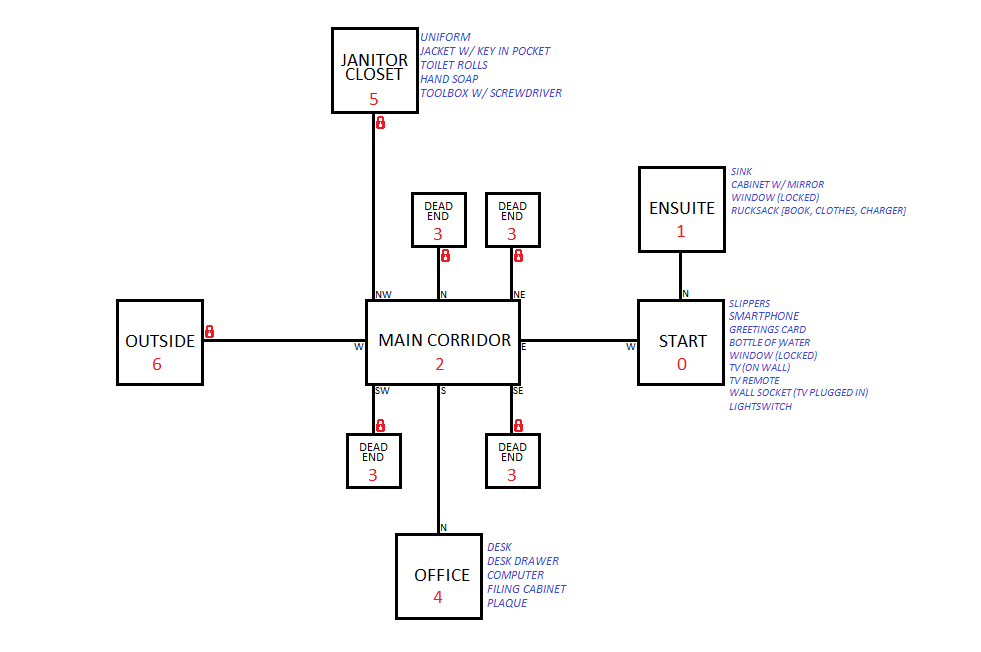 JANITOR
CLOSET
5
UNIFORM
JACKET W/ KEY IN POCKET
TOILET ROLLS
HAND SOAP
TOOLBOX W/ SCREWDRIVER
DEAD
END
3
DEAD
END
3
ENSUITE
1
SINK
CABINET W/ MIRROR
WINDOW (LOCKED)
RUCKSACK [BOOK, CLOTHES, CHARGER]
NW
N
NE
N
OUTSIDE
6
W
MAIN CORRIDOR
2
E
W
START
0
SLIPPERS
SMARTPHONE
GREETINGS CARD
BOTTLE OF WATER
WINDOW (LOCKED)
TV (ON WALL)
TV REMOTE
WALL SOCKET (TV PLUGGED IN)
LIGHTSWITCH
SW
S
SE
DEAD
END
3
DEAD
END
3
N
OFFICE
4
DESK
DESK DRAWER
COMPUTER
FILING CABINET
PLAQUE